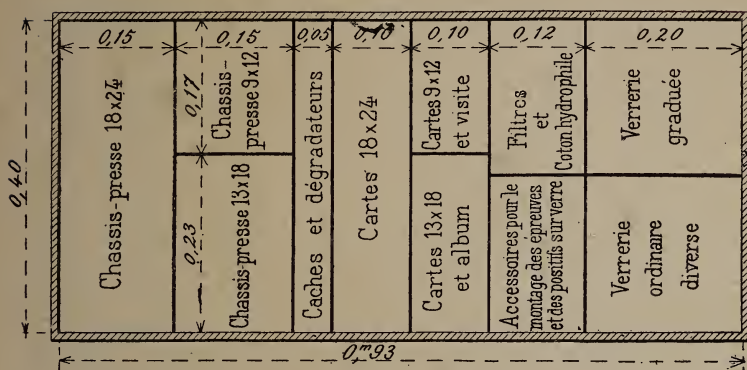 0,15
0,15
0,05
0,10
0,10
0,12
0,20
0,40
Chassis-presse 18x24
0,17
Chassis-
presse 9x12
0,23
Chassis-presse 13x18
Caches et dégradateurs
Cartes 18x24
Cartes 9x12
et visite
Cartes 13x18
et album
Filtres
et
Coton hydrophile
Accessoires pour le
montage des épreuves
et des positifs sur verre
Verrerie
graduée
Verrerie
ordinaire
diverse
0,ᵐ93